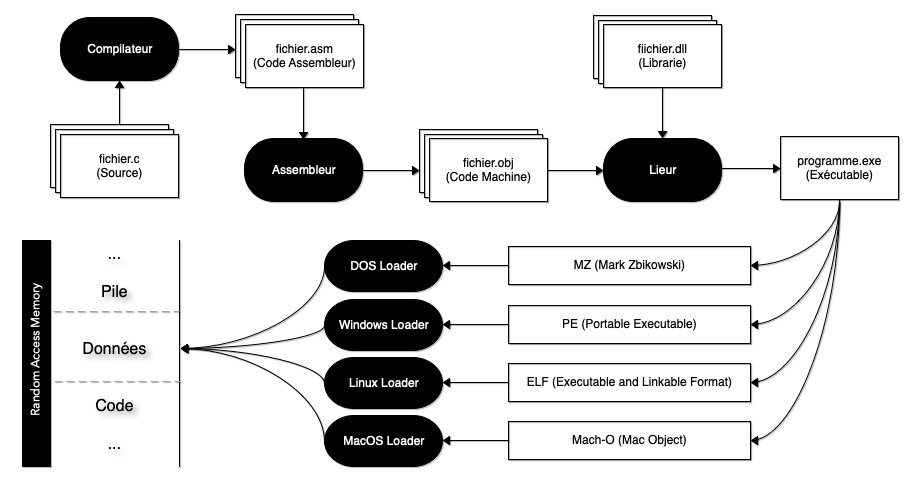 Compilateur
fichier.asm
(Code Assembleur)
fiichier.dll
(Librarie)
fichier.c
(Source)
Assembleur
fichier.obj
(Code Machine)
Lieur
programme.exe
(Exécutable)
Random Access Memory
...
Pile
Données
Code
...
DOS Loader
MZ (Mark Zbikowski)
Windows Loader
PE (Portable Executable)
Linux Loader
ELF (Executable and Linkable Format)
MacOS Loader
Mach-O (Mac Object)